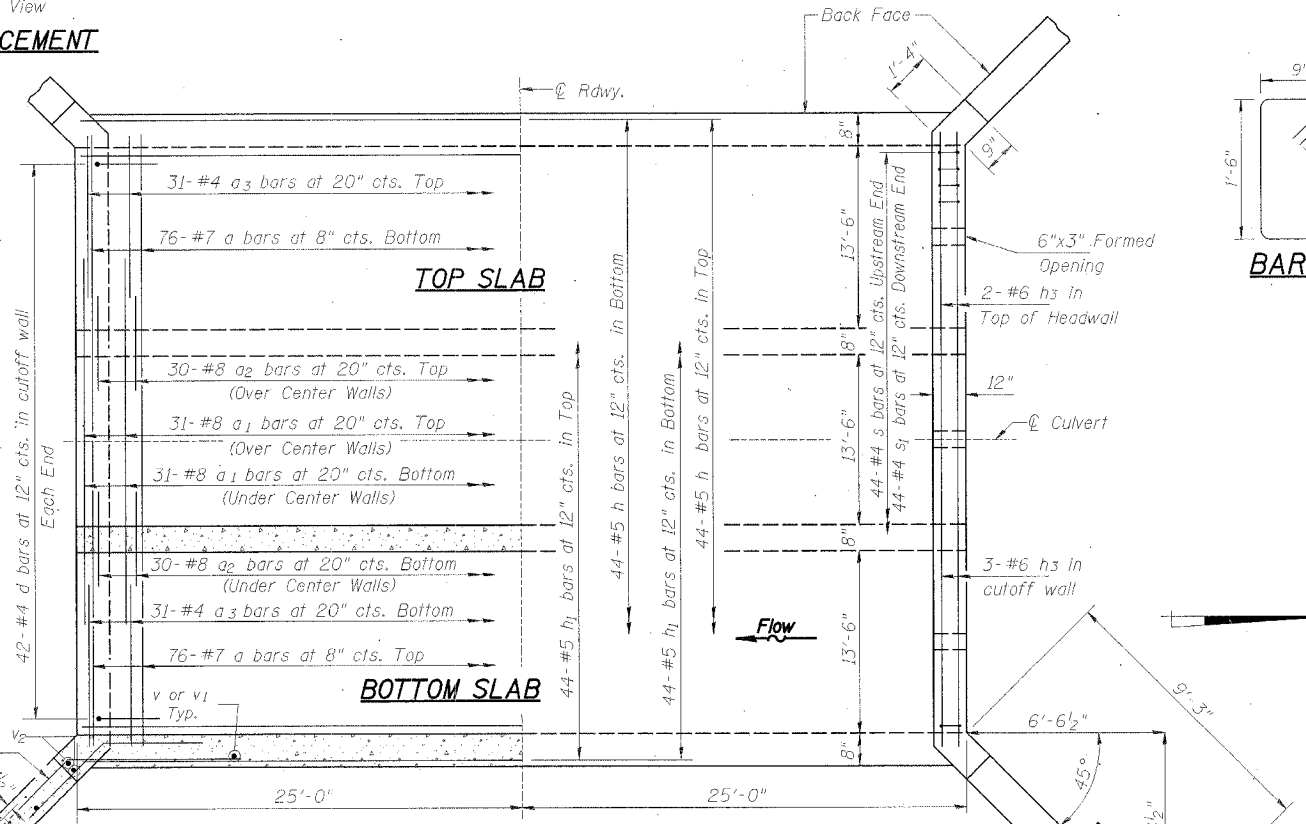 View
CEMENT
Back Face
℄ Rdwy.
1'-4"
9"
8"
9"
1'-6"
BAR
31-#4 a3 bars at 20" cts. Top
76-#7 a bars at 8" cts. Bottom
TOP SLAB
13'-6"
6"x3" Formed
Opening
2-#6 h3 in
Top of Headwall
8"
30-#8 a2 bars at 20" cts. Top
(Over Center Walls)
12"
31-#8 a1 bars at 20" cts. Top
(Over Center Walls)
℄ Culvert
13'-6"
31-#8 a1 bars at 20" cts. Bottom
(Under Center Walls)
42-#4 d bars at 12" cts. in cutoff wall
Each End
44-#5 h1 bars at 12" cts. in Top
44-#5 h bars at 12" cts. in Bottom
44-#5 h1 bars at 12" cts. in Bottom
44-#5 h bars at 12" cts. in Top
44-#4 s bars at 12" cts. Upstream End
44-#4 s1 bars at 12" cts. Downstream End
8"
30-#8 a2 bars at 20" cts. Bottom
(Under Center Walls)
3-#6 h3 in
cutoff wall
31-#4 a3 bars at 20" cts. Bottom
Flow
13'-6"
76-#7 a bars at 8" cts. Top
BOTTOM SLAB
v or v1
Typ.
v2
8"
6'-6½"
9'-3"
45°
25'-0"
25'-0"